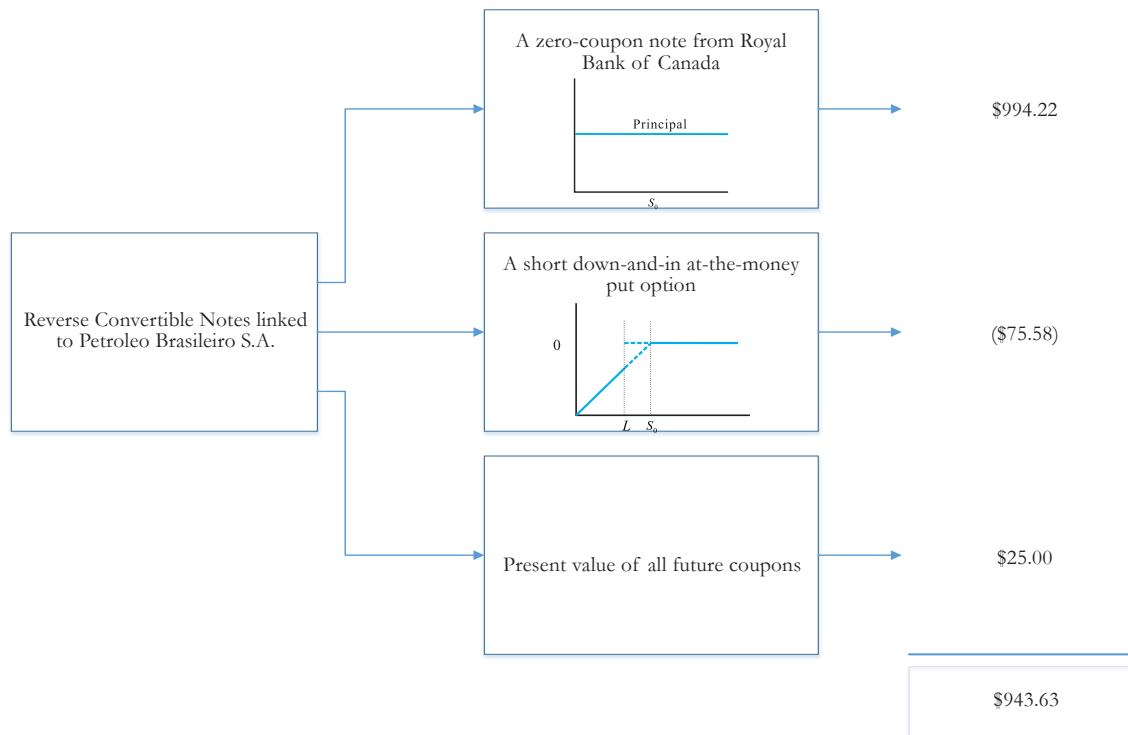 A zero-coupon note from Royal
Bank of Canada
Principal
S₀
$994.22
Reverse Convertible Notes linked
to Petroleo Brasileiro S.A.
A short down-and-in at-the-money
put option
0
L S₀
($75.58)
Present value of all future coupons
$25.00
$943.63